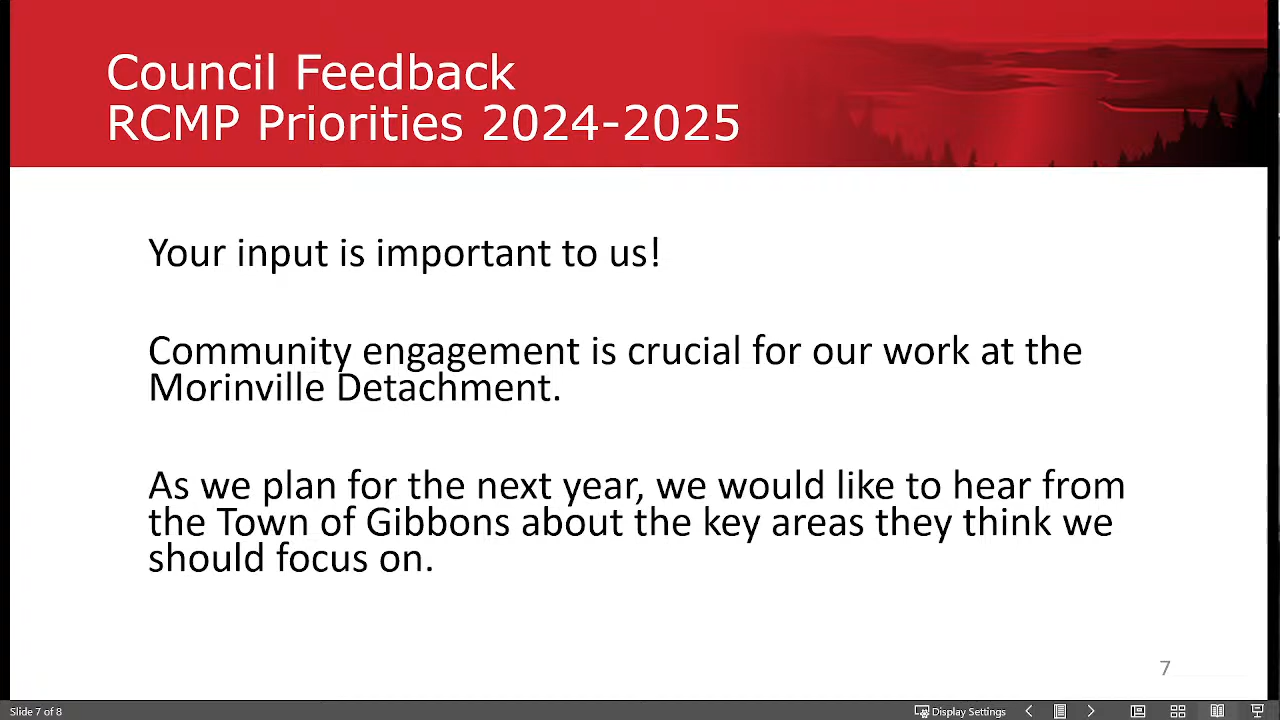 Council Feedback
RCMP Priorities 2024-2025
Your input is important to us!
Community engagement is crucial for our work at the
Morinville Detachment.
As we plan for the next year, we would like to hear from
the Town of Gibbons about the key areas they think we
should focus on.
7
Slide 7 of 8
Display Settings